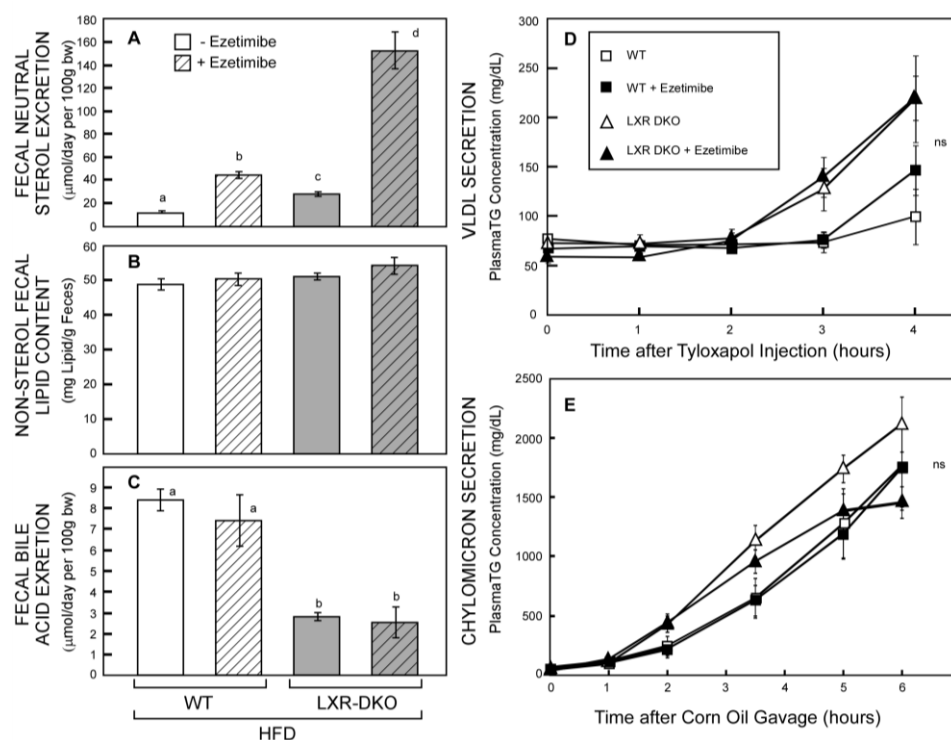 A
- Ezetimibe
+ Ezetimibe
FECAL NEUTRAL
STEROL EXCRETION
(µmol/day per 100g bw)
180
160
140
120
100
80
60
40
20
0
a
b
c
d
B
NON-STEROL FECAL
LIPID CONTENT
(mg Lipid/g Feces)
60
50
40
30
20
10
0
C
FECAL BILE
ACID EXRETION
(µmol/day per 100g bw)
9
8
7
6
5
4
3
2
1
0
a
a
b
b
WT
LXR-DKO
HFD
D
WT
WT + Ezetimibe
LXR DKO
LXR DKO + Ezetimibe
VLDL SECRETION
PlasmaTG Concentration (mg/dL)
300
250
200
150
100
50
0
ns
0 1 2 3 4
Time after Tyloxapol Injection (hours)
E
CHYLOMICRON SECRETION
PlasmaTG Concentration (mg/dL)
2500
2000
1500
1000
500
0
ns
0 1 2 3 4 5 6
Time after Corn Oil Gavage (hours)